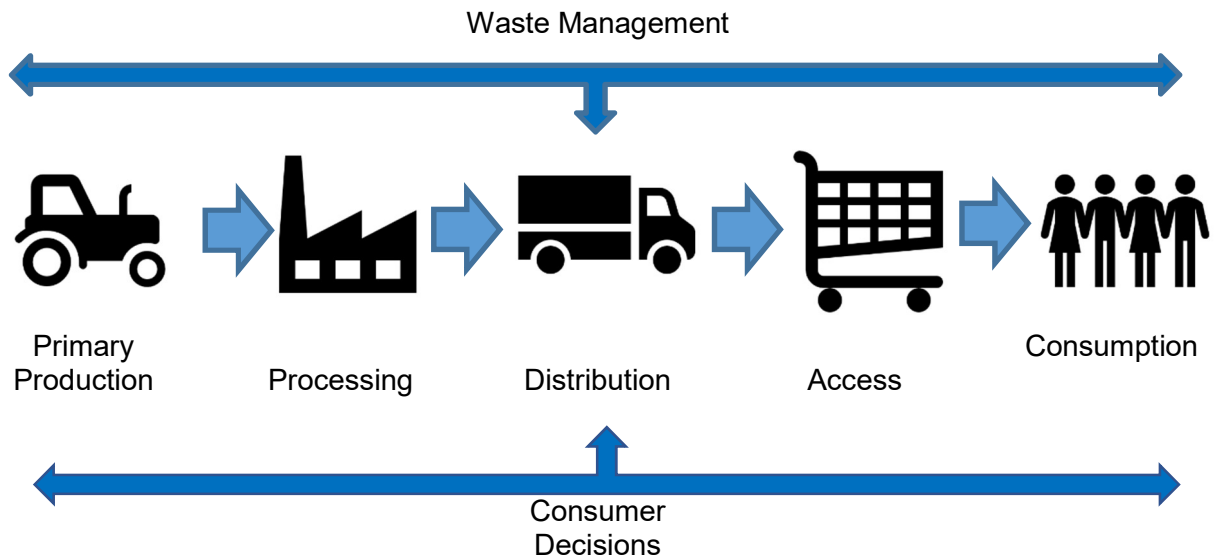 Waste Management
Primary
Production
Processing
Distribution
Access
Consumption
Consumer
Decisions